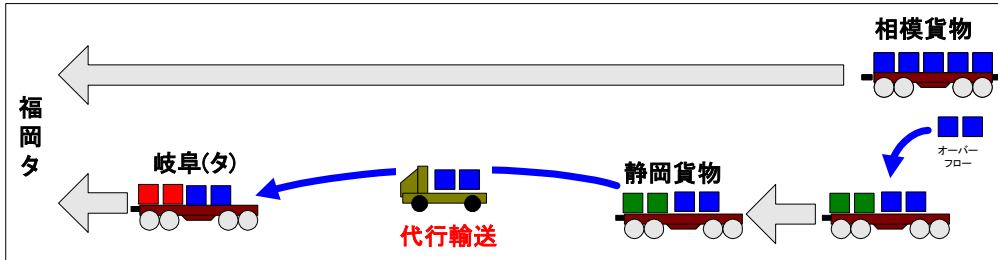 相模貨物
福岡タ
オーバー
フロー
岐阜(タ)
静岡貨物
代行輸送